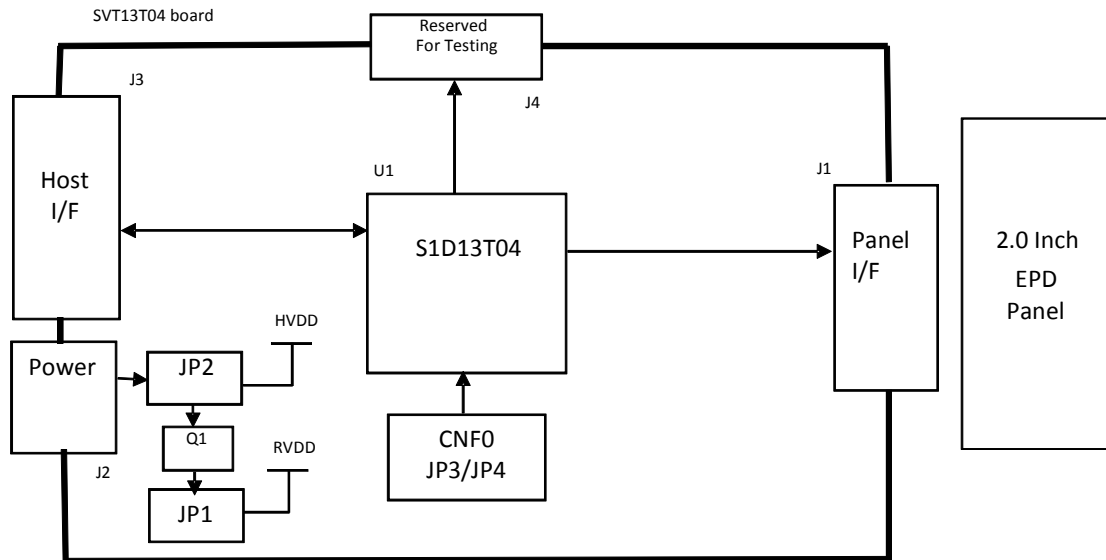 SVT13T04 board
Reserved
For Testing
J3
J4
Host
I/F
U1
S1D13T04
J1
Panel
I/F
2.0 Inch
EPD
Panel
HVDD
Power
JP2
Q1
RVDD
J2
JP1
CNF0
JP3/JP4